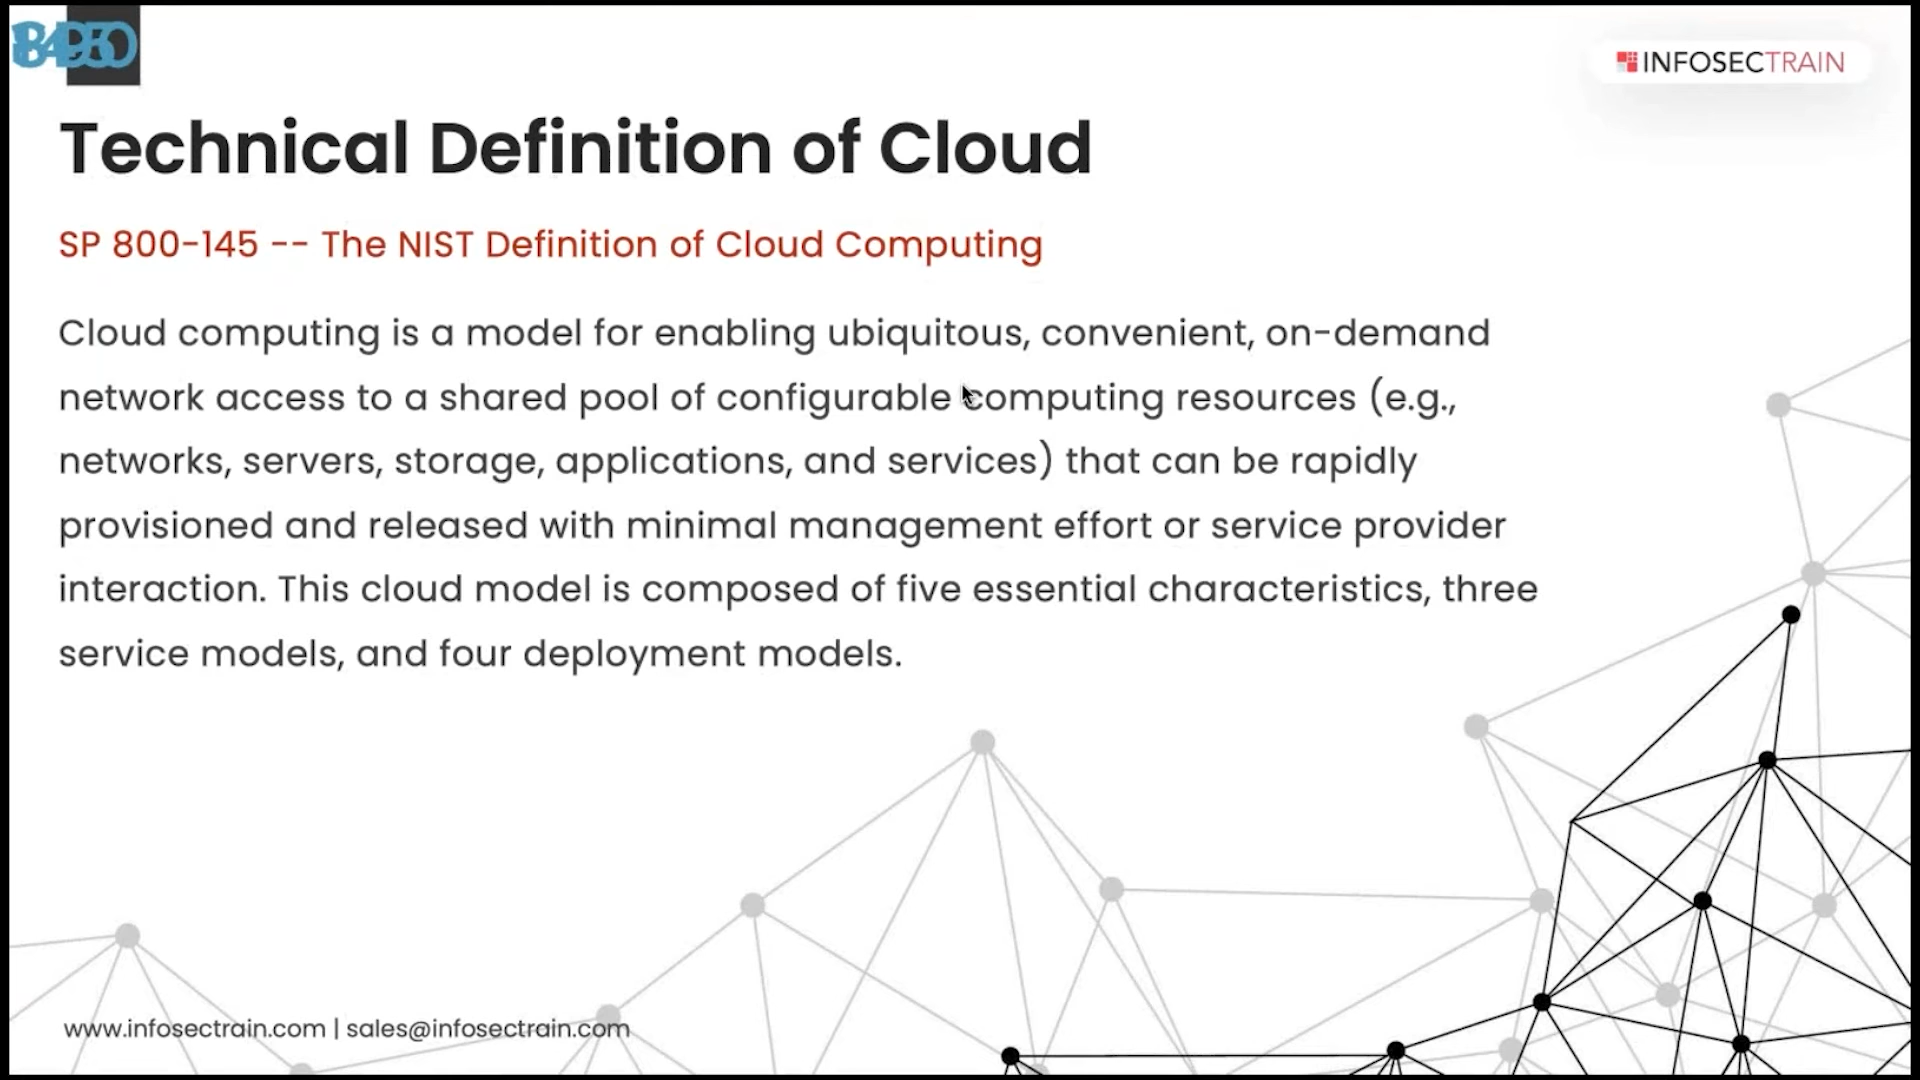 INFOSECTRAIN
Technical Definition of Cloud
SP 800-145 -- The NIST Definition of Cloud Computing
Cloud computing is a model for enabling ubiquitous, convenient, on-demand
network access to a shared pool of configurable computing resources (e.g.,
networks, servers, storage, applications, and services) that can be rapidly
provisioned and released with minimal management effort or service provider
interaction. This cloud model is composed of five essential characteristics, three
service models, and four deployment models.
www.infosectrain.com | sales@infosectrain.com